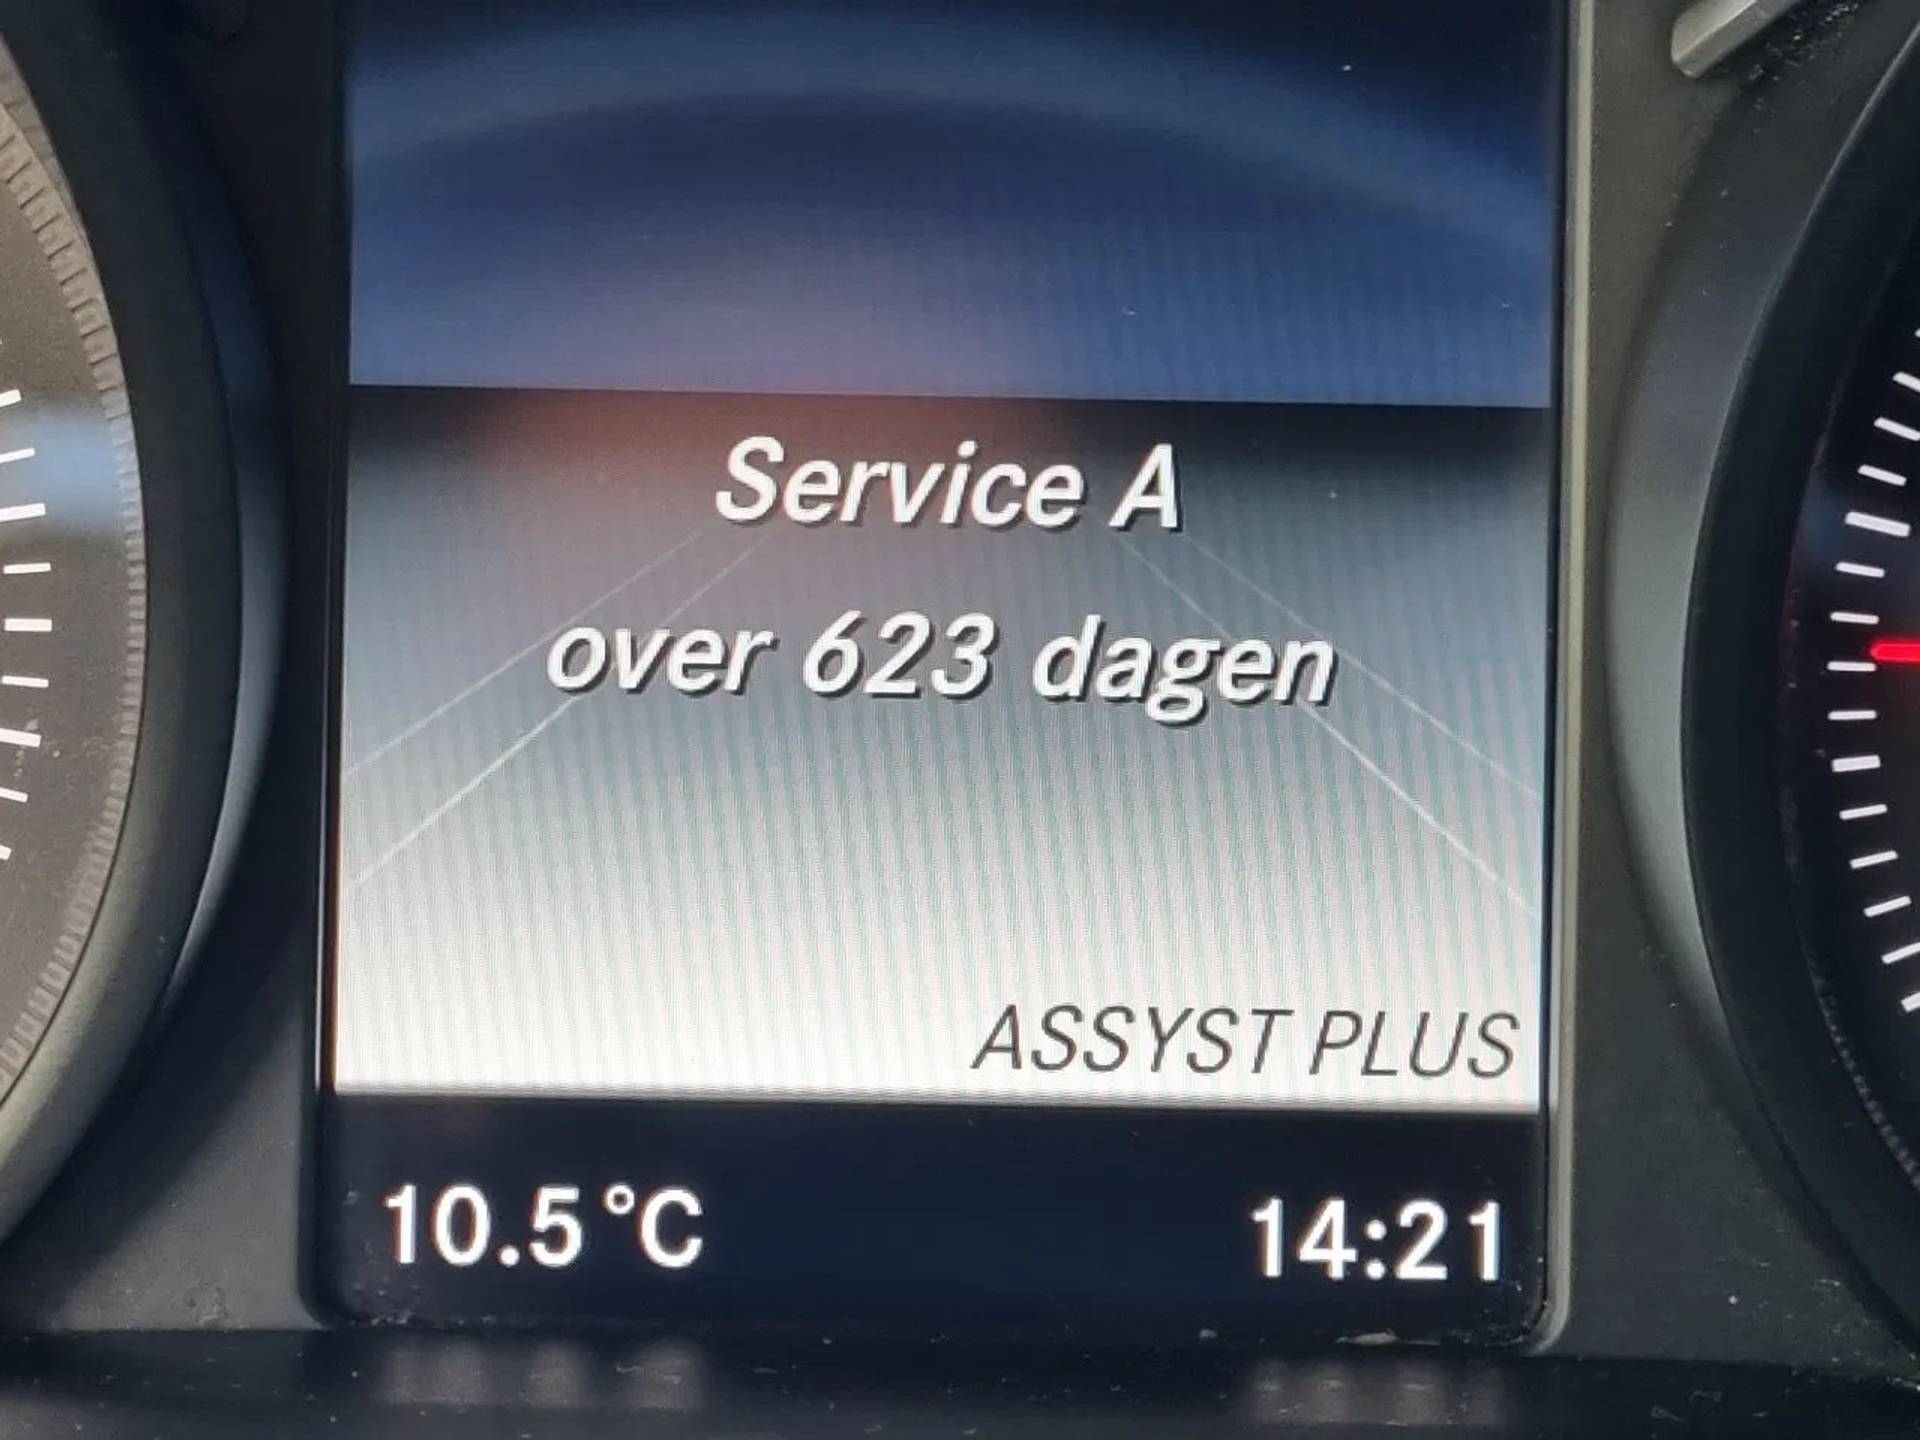 Service A
over 623 dagen
ASSYST PLUS
10.5 °C 14:21